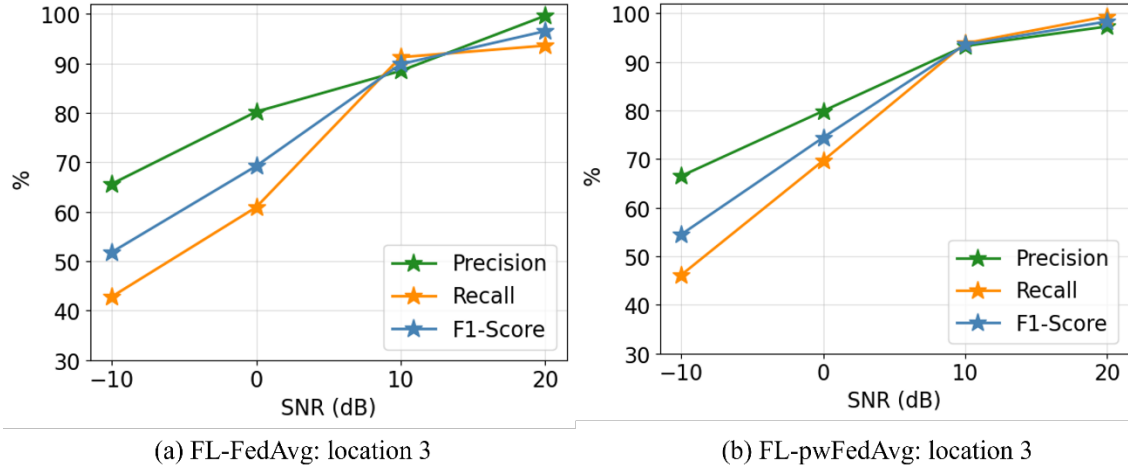 100
90
80
70
60
50
40
30
%
−10
0
10
20
SNR (dB)
Precision
Recall
F1-Score
(a) FL-FedAvg: location 3
100
90
80
70
60
50
40
30
%
−10
0
10
20
SNR (dB)
Precision
Recall
F1-Score
(b) FL-pwFedAvg: location 3